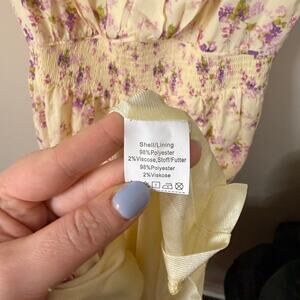 Shell/Lining
98%Polyester
2%Viscose,Stoff/Futter
98%Polyester
2%Viskose